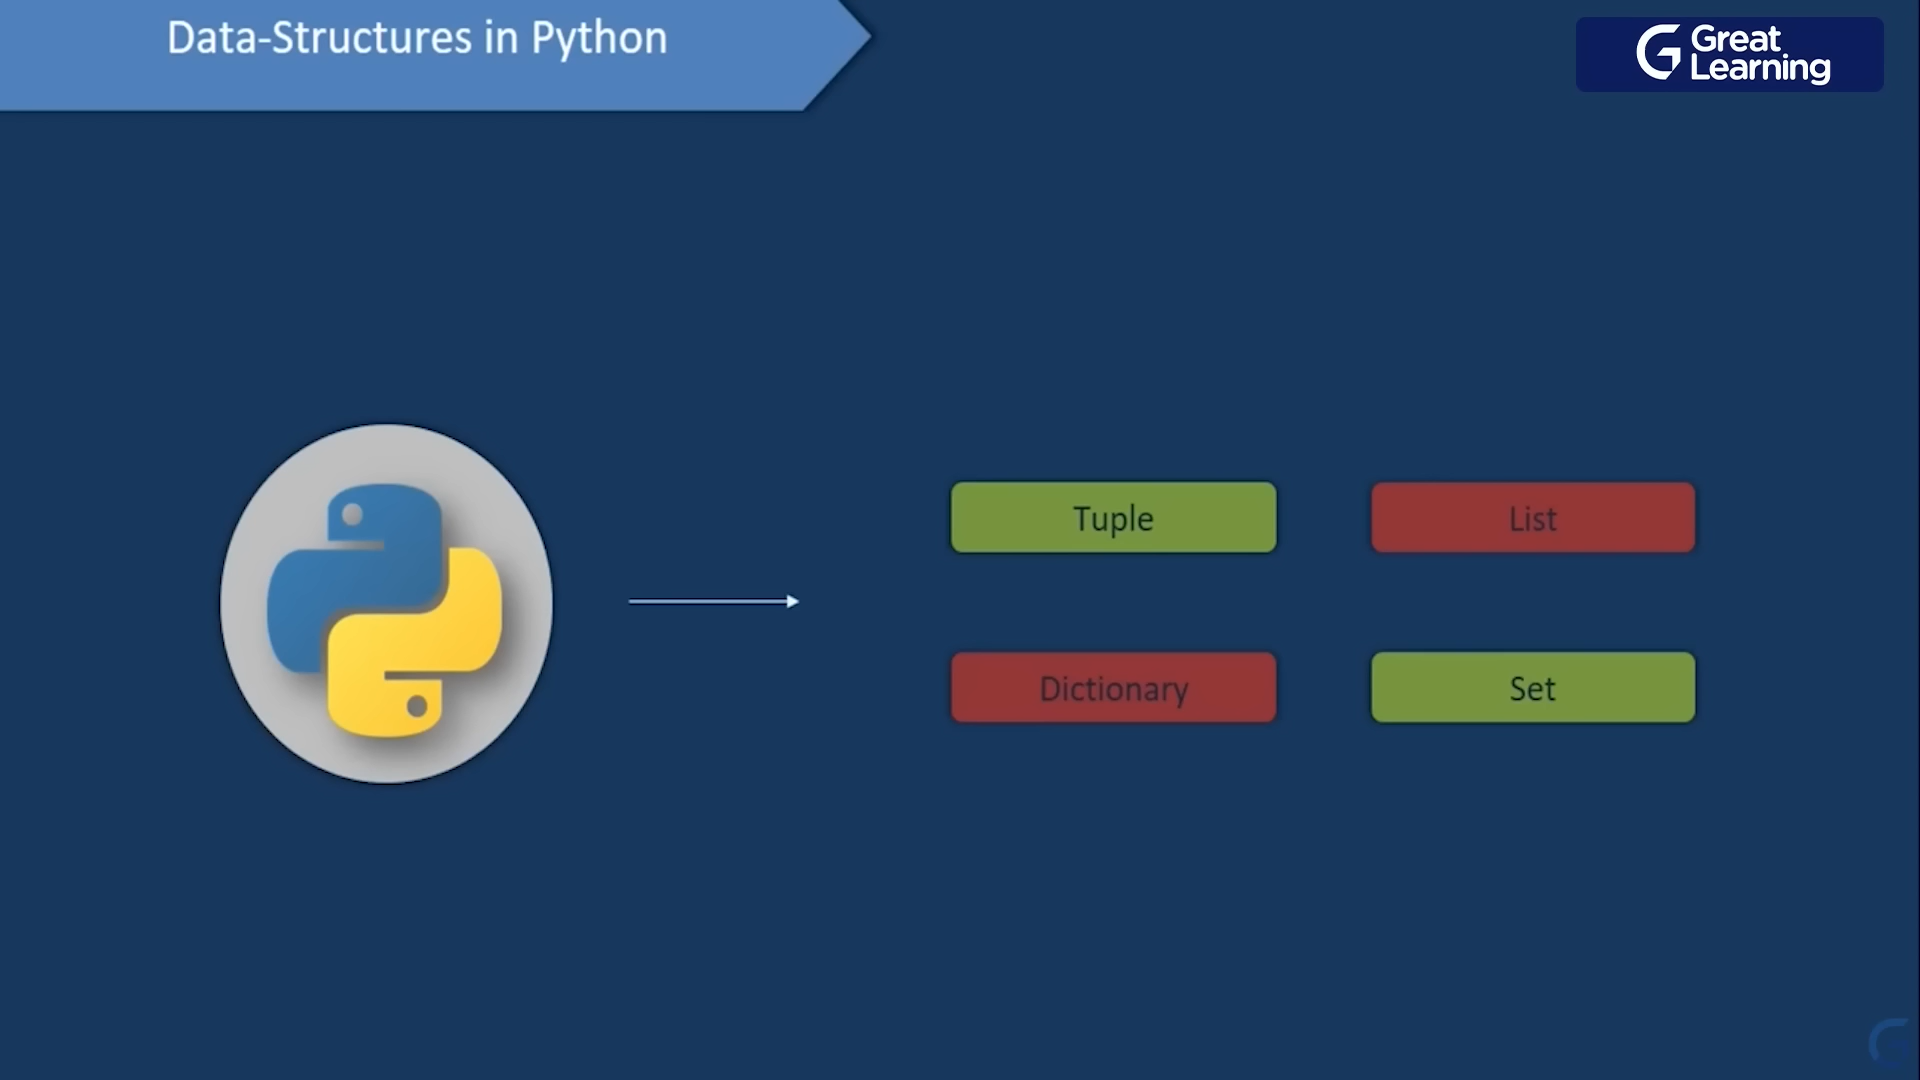 Data-Structures in Python
Great
Learning
Tuple
List
Dictionary
Set